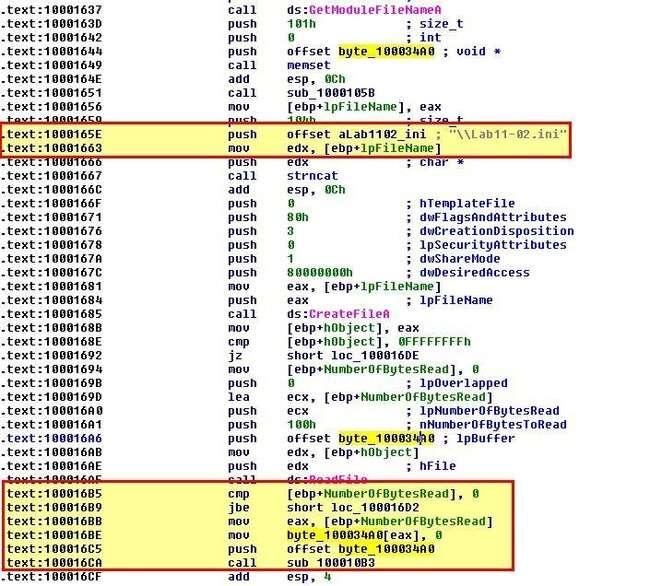 .text:10001637 call ds:GetModuleFileNameA
.text:1000163D push 101h ; size_t
.text:10001642 push 0 ; int
.text:10001644 push offset byte_100034A0 ; void *
.text:10001649 call memset
.text:1000164E add esp, 0Ch
.text:10001651 call sub_1000105B
.text:10001656 mov [ebp+lpFileName], eax
.text:10001659 push 104h ; size_t
.text:1000165E push offset aLab1102_ini ; "\\Lab11-02.ini"
.text:10001663 mov edx, [ebp+lpFileName]
.text:10001666 push edx ; char *
.text:10001667 call strncat
.text:1000166C add esp, 0Ch
.text:1000166F push 0 ; hTemplateFile
.text:10001671 push 80h ; dwFlagsAndAttributes
.text:10001676 push 3 ; dwCreationDisposition
.text:10001678 push 0 ; lpSecurityAttributes
.text:1000167A push 1 ; dwShareMode
.text:1000167C push 80000000h ; dwDesiredAccess
.text:10001681 mov eax, [ebp+lpFileName]
.text:10001684 push eax ; lpFileName
.text:10001685 call ds:CreateFileA
.text:1000168B mov [ebp+hObject], eax
.text:1000168E cmp [ebp+hObject], 0FFFFFFFFh
.text:10001692 jz short loc_100016DE
.text:10001694 mov [ebp+NumberOfBytesRead], 0
.text:1000169B push 0 ; lpOverlapped
.text:1000169D lea ecx, [ebp+NumberOfBytesRead]
.text:100016A0 push ecx ; lpNumberOfBytesRead
.text:100016A1 push 100h ; nNumberOfBytesToRead
.text:100016A6 push offset byte_100034A0 ; lpBuffer
.text:100016AB mov edx, [ebp+hObject]
.text:100016AE push edx ; hFile
.text:100016AF call ds:ReadFile
.text:100016B5 cmp [ebp+NumberOfBytesRead], 0
.text:100016B9 jbe short loc_100016D2
.text:100016BB mov eax, [ebp+NumberOfBytesRead]
.text:100016BE mov byte_100034A0[eax], 0
.text:100016C5 push offset byte_100034A0
.text:100016CA call sub_100010B3
.text:100016CF add esp, 4